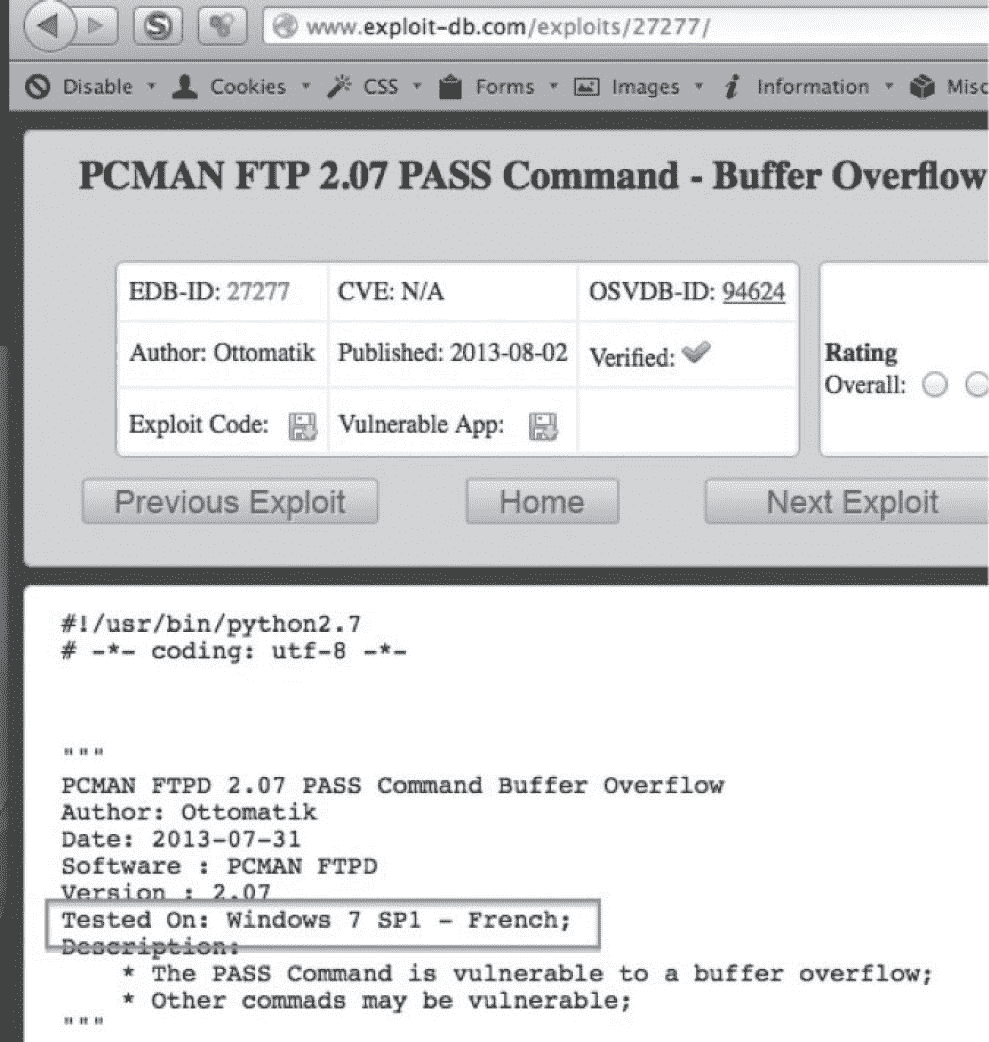 www.exploit-db.com/exploits/27277/
Disable Cookies CSS Forms Images Information Misc
PCMAN FTP 2.07 PASS Command - Buffer Overflow
EDB-ID: 27277 CVE: N/A OSVDB-ID: 94624
Author: Ottomatik Published: 2013-08-02 Verified:
Rating
Overall:
Exploit Code: Vulnerable App:
Previous Exploit Home Next Exploit
#!/usr/bin/python2.7
# -*- coding: utf-8 -*-
"""
PCMAN FTPD 2.07 PASS Command Buffer Overflow
Author: Ottomatik
Date: 2013-07-31
Software : PCMAN FTPD
Version : 2.07
Tested On: Windows 7 SP1 - French;
Description:
* The PASS Command is vulnerable to a buffer overflow;
* Other commads may be vulnerable;
"""